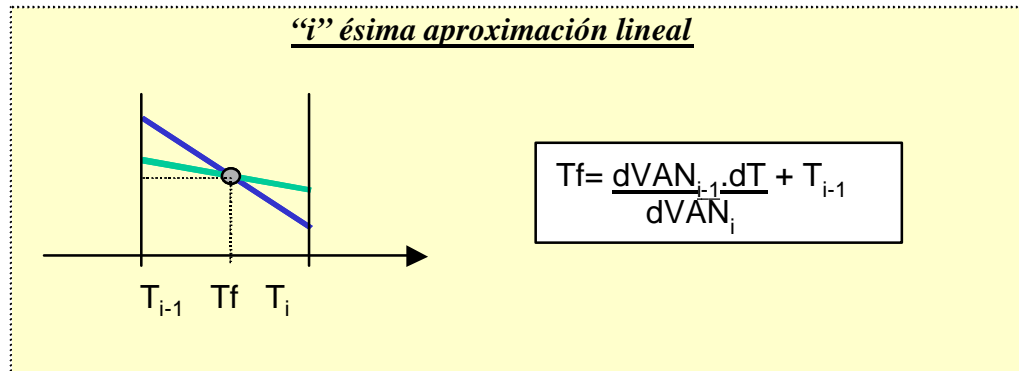 “i” ésima aproximación lineal
Tf= dVANi-1.dT + Ti-1
dVANi
Ti-1 Tf Ti